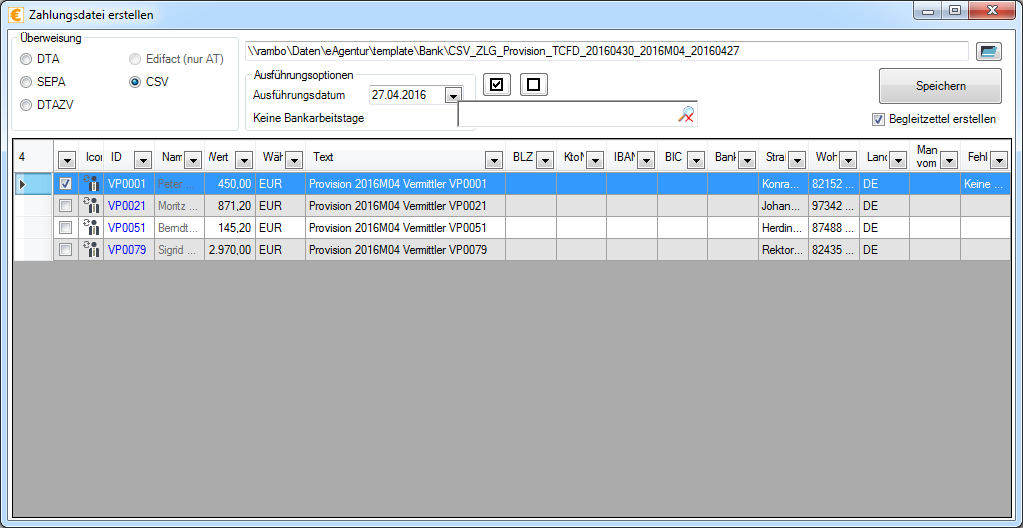 Zahlungsdatei erstellen
Überweisung
DTA
Edifact (nur AT)
SEPA
CSV
DTAZV
\\rambo\Daten\eAgentur\template\Bank\CSV_ZLG_Provision_TCFD_20160430_2016M04_20160427
Ausführungsoptionen
Ausführungsdatum 27.04.2016
Keine Bankarbeitstage
Speichern
Begleitzettel erstellen
4 Icon ID Nam Wert Wäh Text BLZ KtoN IBAN BIC Bank Stra Woh Land Man vom Fehl
VP0001 Peter ... 450,00 EUR Provision 2016M04 Vermittler VP0001 Konra... 82152 ... DE Keine ...
VP0021 Moritz ... 871,20 EUR Provision 2016M04 Vermittler VP0021 Johan... 97342 ... DE
VP0051 Berndt... 145,20 EUR Provision 2016M04 Vermittler VP0051 Herdin... 87488 ... DE
VP0079 Sigrid ... 2.970,00 EUR Provision 2016M04 Vermittler VP0079 Rektor... 82435 ... DE